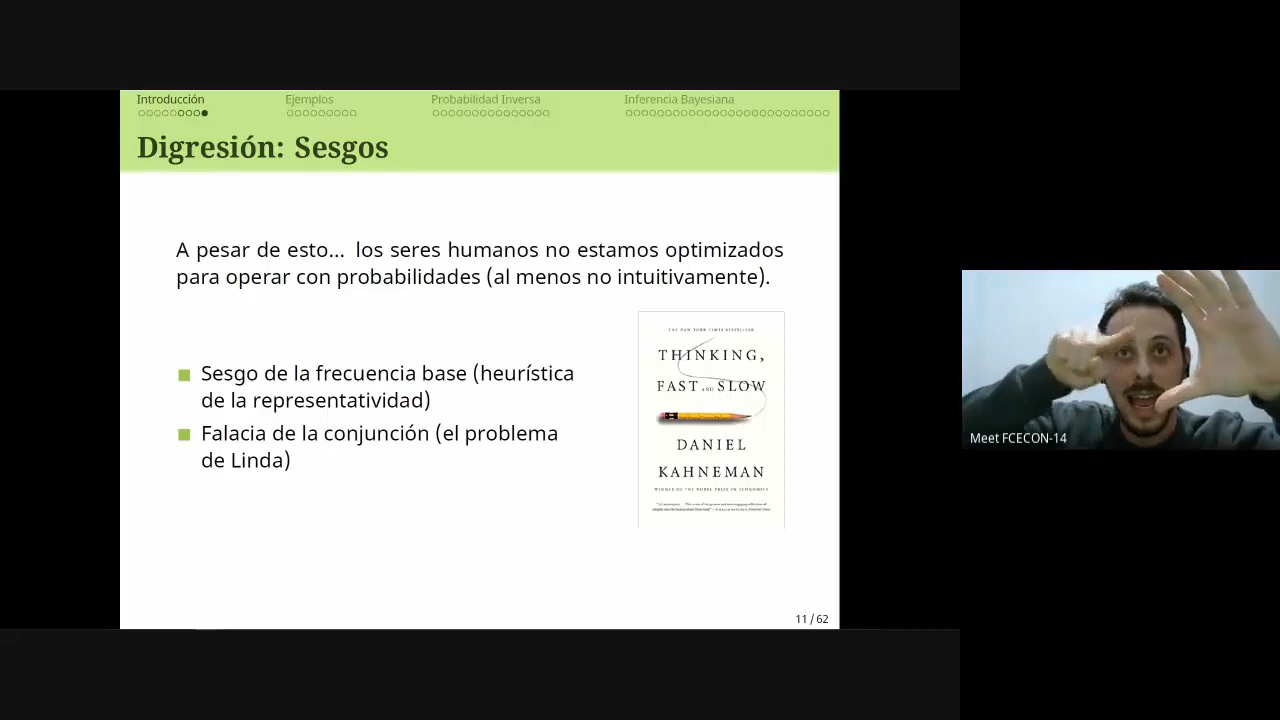 Introducción
Ejemplos
Probabilidad Inversa
Inferencia Bayesiana
Digresión: Sesgos
A pesar de esto... los seres humanos no estamos optimizados
para operar con probabilidades (al menos no intuitivamente).
Sesgo de la frecuencia base (heurística
de la representatividad)
Falacia de la conjunción (el problema
de Linda)
THE NEW YORK TIMES BESTSELLER
THINKING,
FAST AND SLOW
DANIEL
KAHNEMAN
WINNER OF THE NOBEL PRIZE IN ECONOMICS
11 / 62
Meet FCECON-14